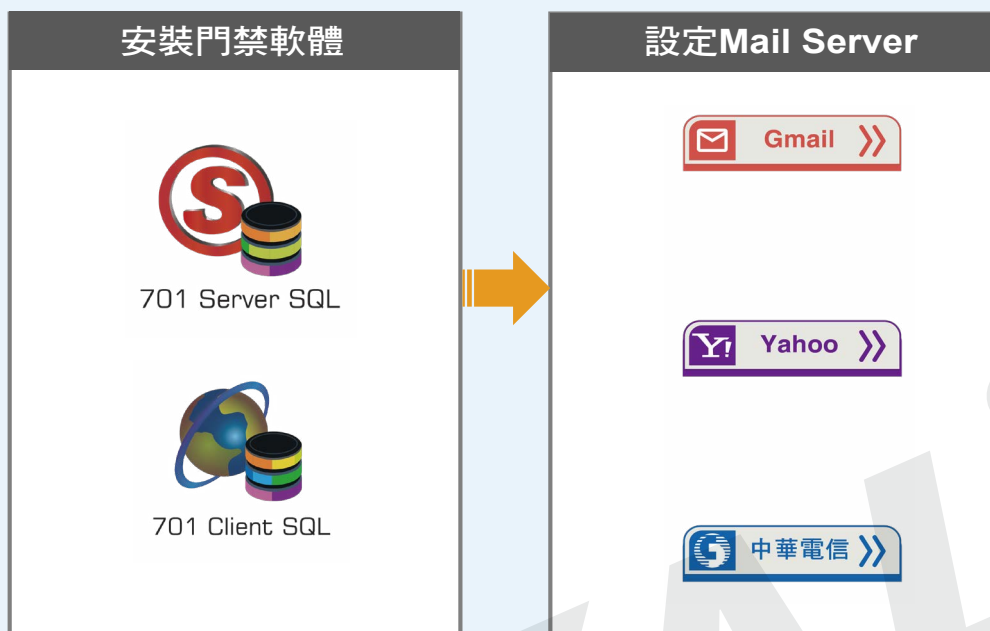 安裝門禁軟體
701 Server SQL
701 Client SQL
設定Mail Server
Gmail
Yahoo
中華電信